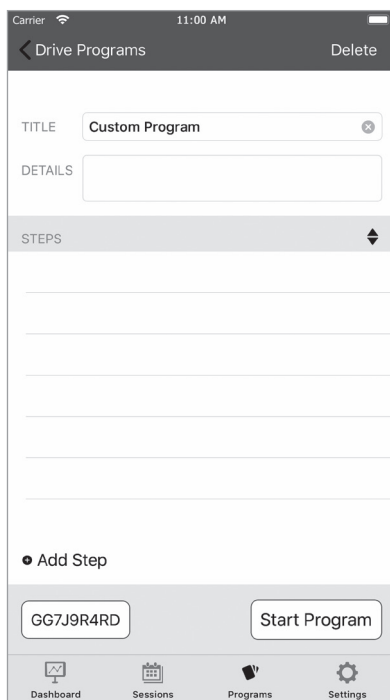 Carrier 11:00 AM
Drive Programs Delete
TITLE Custom Program
DETAILS
STEPS
Add Step
GG7J9R4RD Start Program
Dashboard Sessions Programs Settings